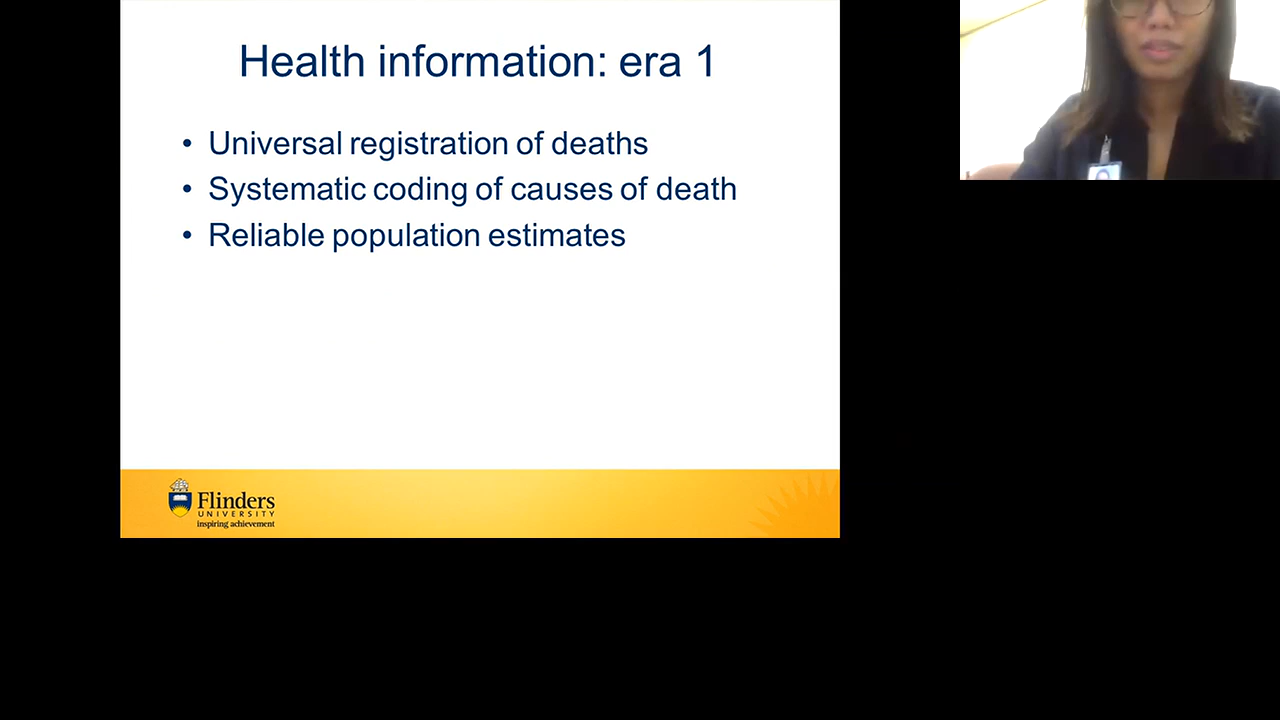 Health information: era 1
• Universal registration of deaths
• Systematic coding of causes of death
• Reliable population estimates
Flinders
UNIVERSITY
inspiring achievement